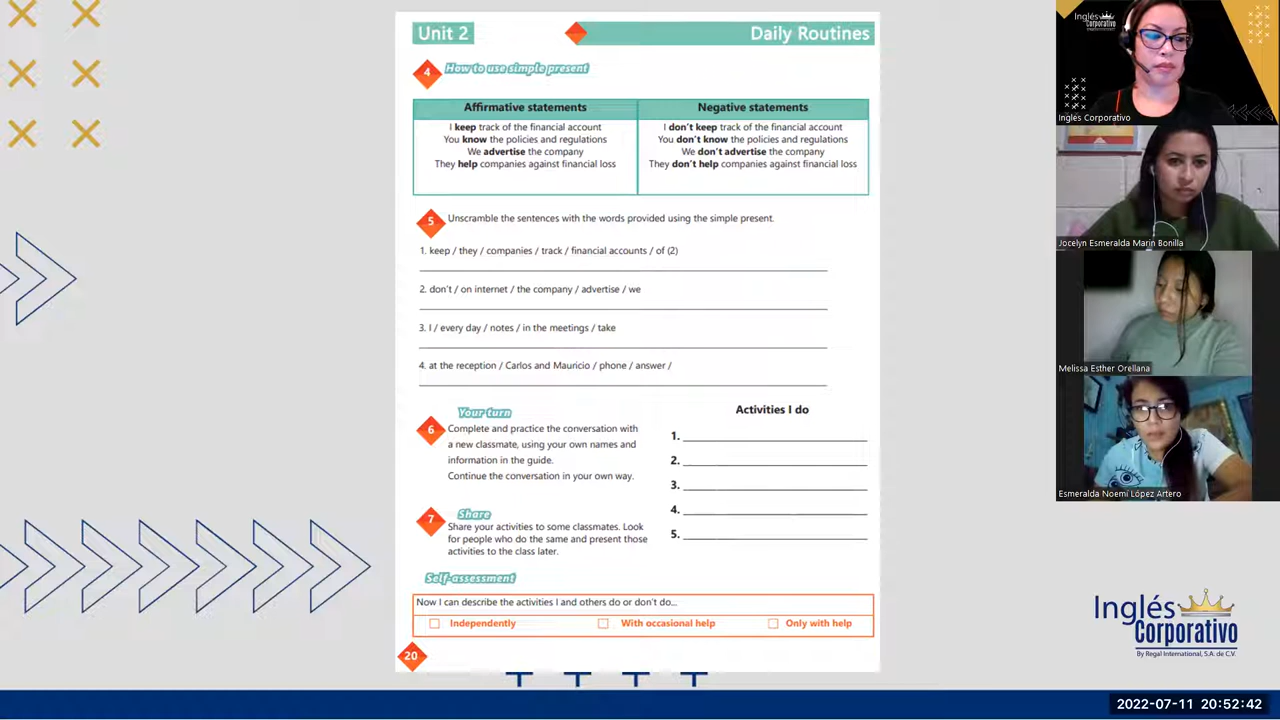 Unit 2
Daily Routines
4
How to use simple present
Affirmative statements
Negative statements
I keep track of the financial account
You know the policies and regulations
We advertise the company
They help companies against financial loss
I don't keep track of the financial account
You don't know the policies and regulations
We don't advertise the company
They don't help companies against financial loss
5
Unscramble the sentences with the words provided using the simple present.
1. keep / they / companies / track / financial accounts / of (2)
2. don't / on internet / the company / advertise / we
3. I / every day / notes / in the meetings / take
4. at the reception / Carlos and Mauricio / phone / answer /
Your turn
6
Complete and practice the conversation with
a new classmate, using your own names and
information in the guide.
Continue the conversation in your own way.
7
Share
Share your activities to some classmates. Look
for people who do the same and present those
activities to the class later.
Activities I do
1.
2.
3.
4.
5.
Self-assessment
Now I can describe the activities I and others do or don't do...
Independently
With occasional help
Only with help
20
Inglés
Corporativo
Inglés Corporativo
Jocelyn Esmeralda Marin Bonilla
Melissa Esther Orellana
Esmeralda Noemí López Artero
Inglés
Corporativo
By Regal International, S.A. de C.V.
2022-07-11 20:52:42